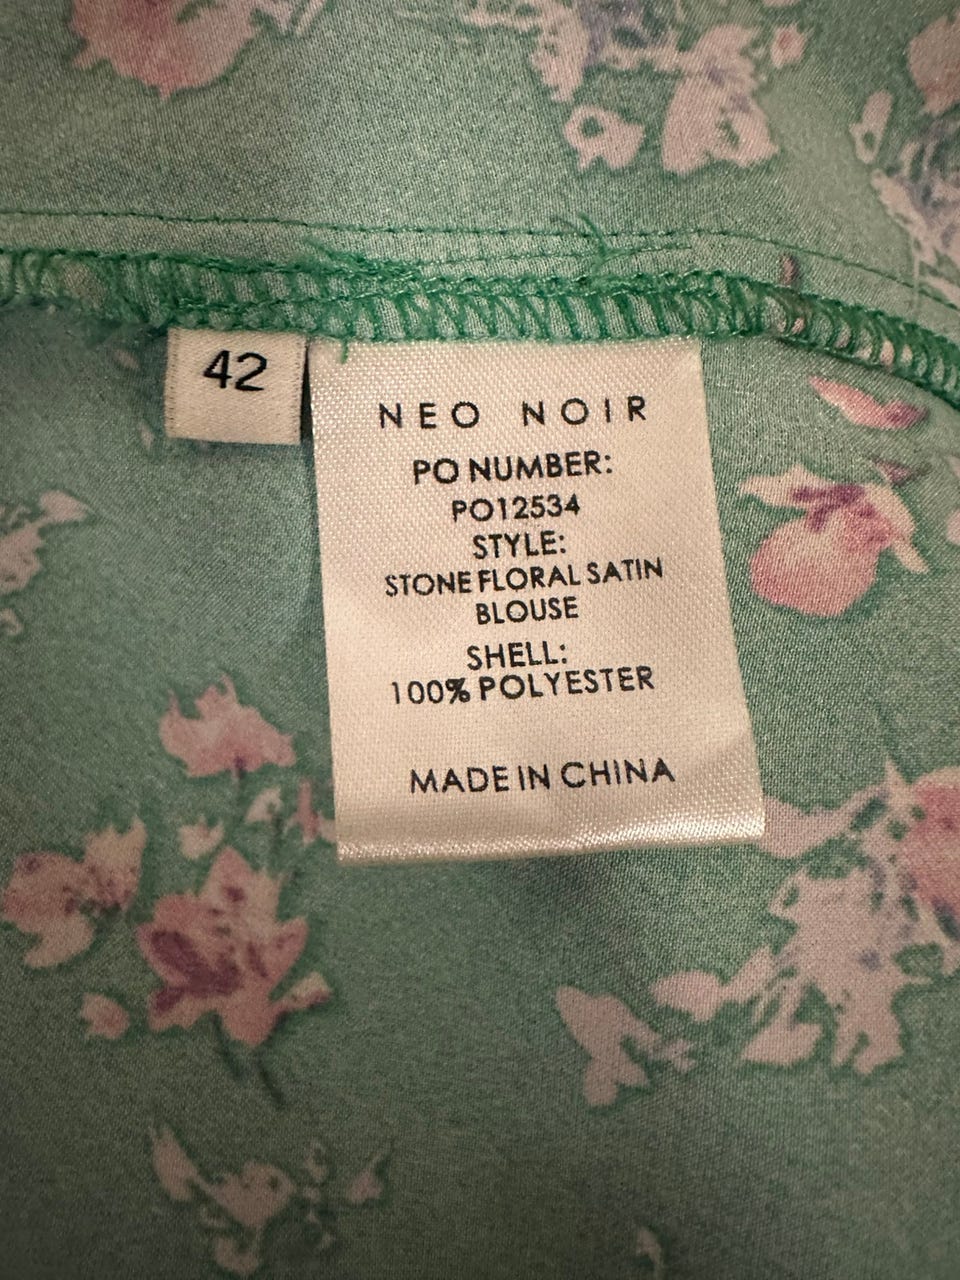 42
NEO NOIR
PO NUMBER:
PO12534
STYLE:
STONE FLORAL SATIN
BLOUSE
SHELL:
100% POLYESTER
MADE IN CHINA